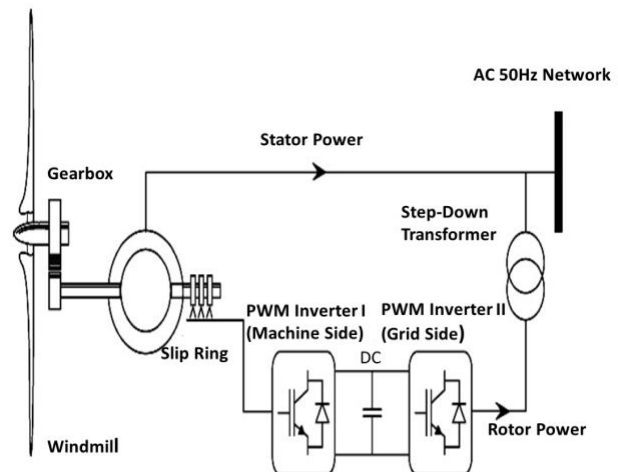 AC 50Hz Network
Stator Power
Gearbox
Step-Down
Transformer
PWM Inverter I
(Machine Side)
PWM Inverter II
(Grid Side)
Slip Ring
DC
Rotor Power
Windmill